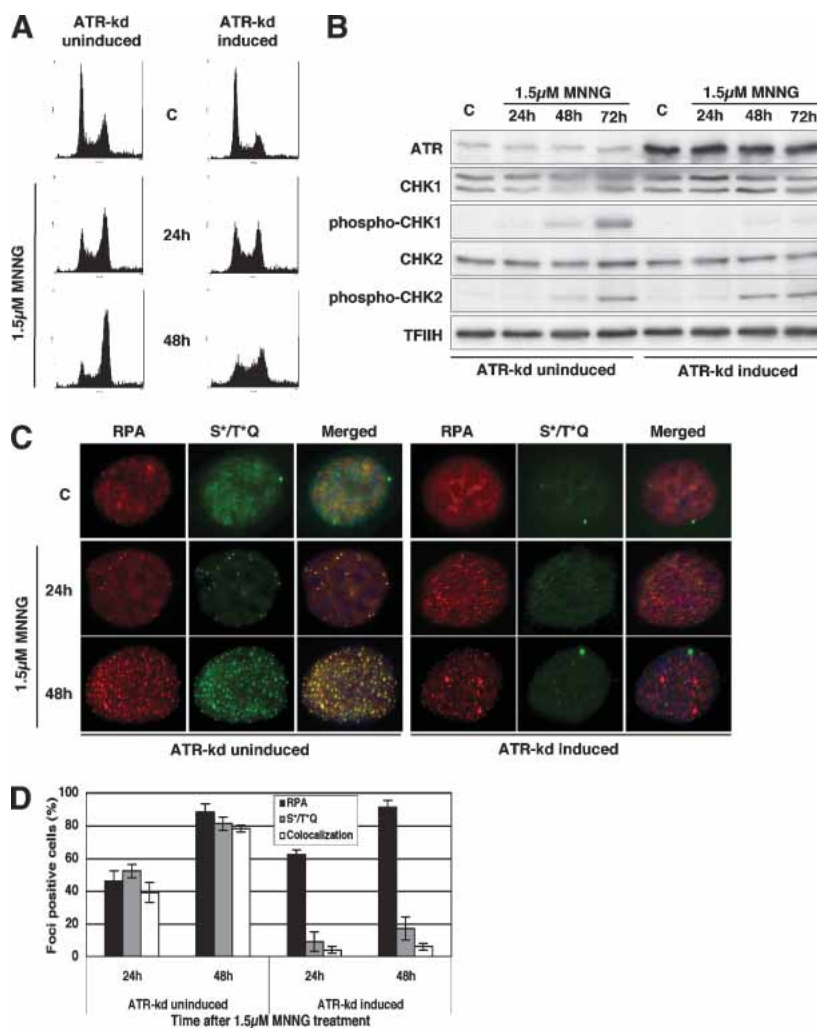 A
ATR-kd uninduced
ATR-kd induced
C
1.5μM MNNG
24h
48h
B
1.5μM MNNG
1.5μM MNNG
C 24h 48h 72h C 24h 48h 72h
ATR
CHK1
phospho-CHK1
CHK2
phospho-CHK2
TFIIH
ATR-kd uninduced
ATR-kd induced
C
RPA S*/T*Q Merged RPA S*/T*Q Merged
C
1.5μM MNNG
24h
48h
ATR-kd uninduced
ATR-kd induced
D
Foci positive cells (%)
100
80
60
40
20
0
RPA
S*/T*Q
Colocalization
24h 48h 24h 48h
ATR-kd uninduced ATR-kd induced
Time after 1.5μM MNNG treatment